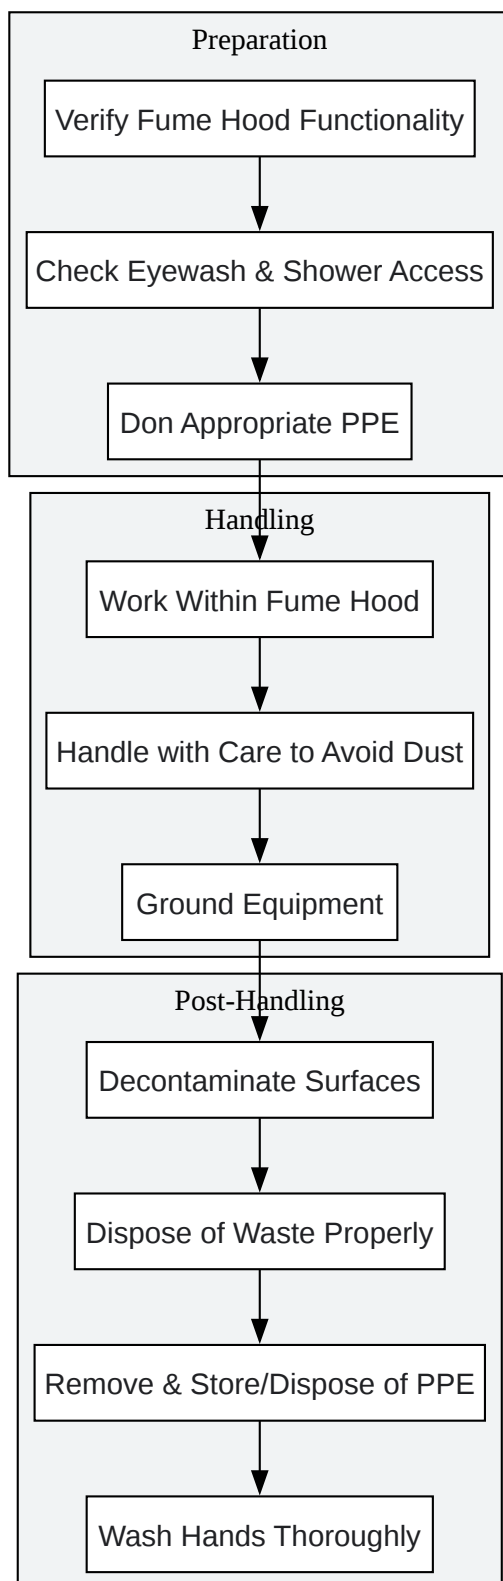 Preparation
Verify Fume Hood Functionality
Check Eyewash & Shower Access
Don Appropriate PPE
Handling
Work Within Fume Hood
Handle with Care to Avoid Dust
Ground Equipment
Post-Handling
Decontaminate Surfaces
Dispose of Waste Properly
Remove & Store/Dispose of PPE
Wash Hands Thoroughly